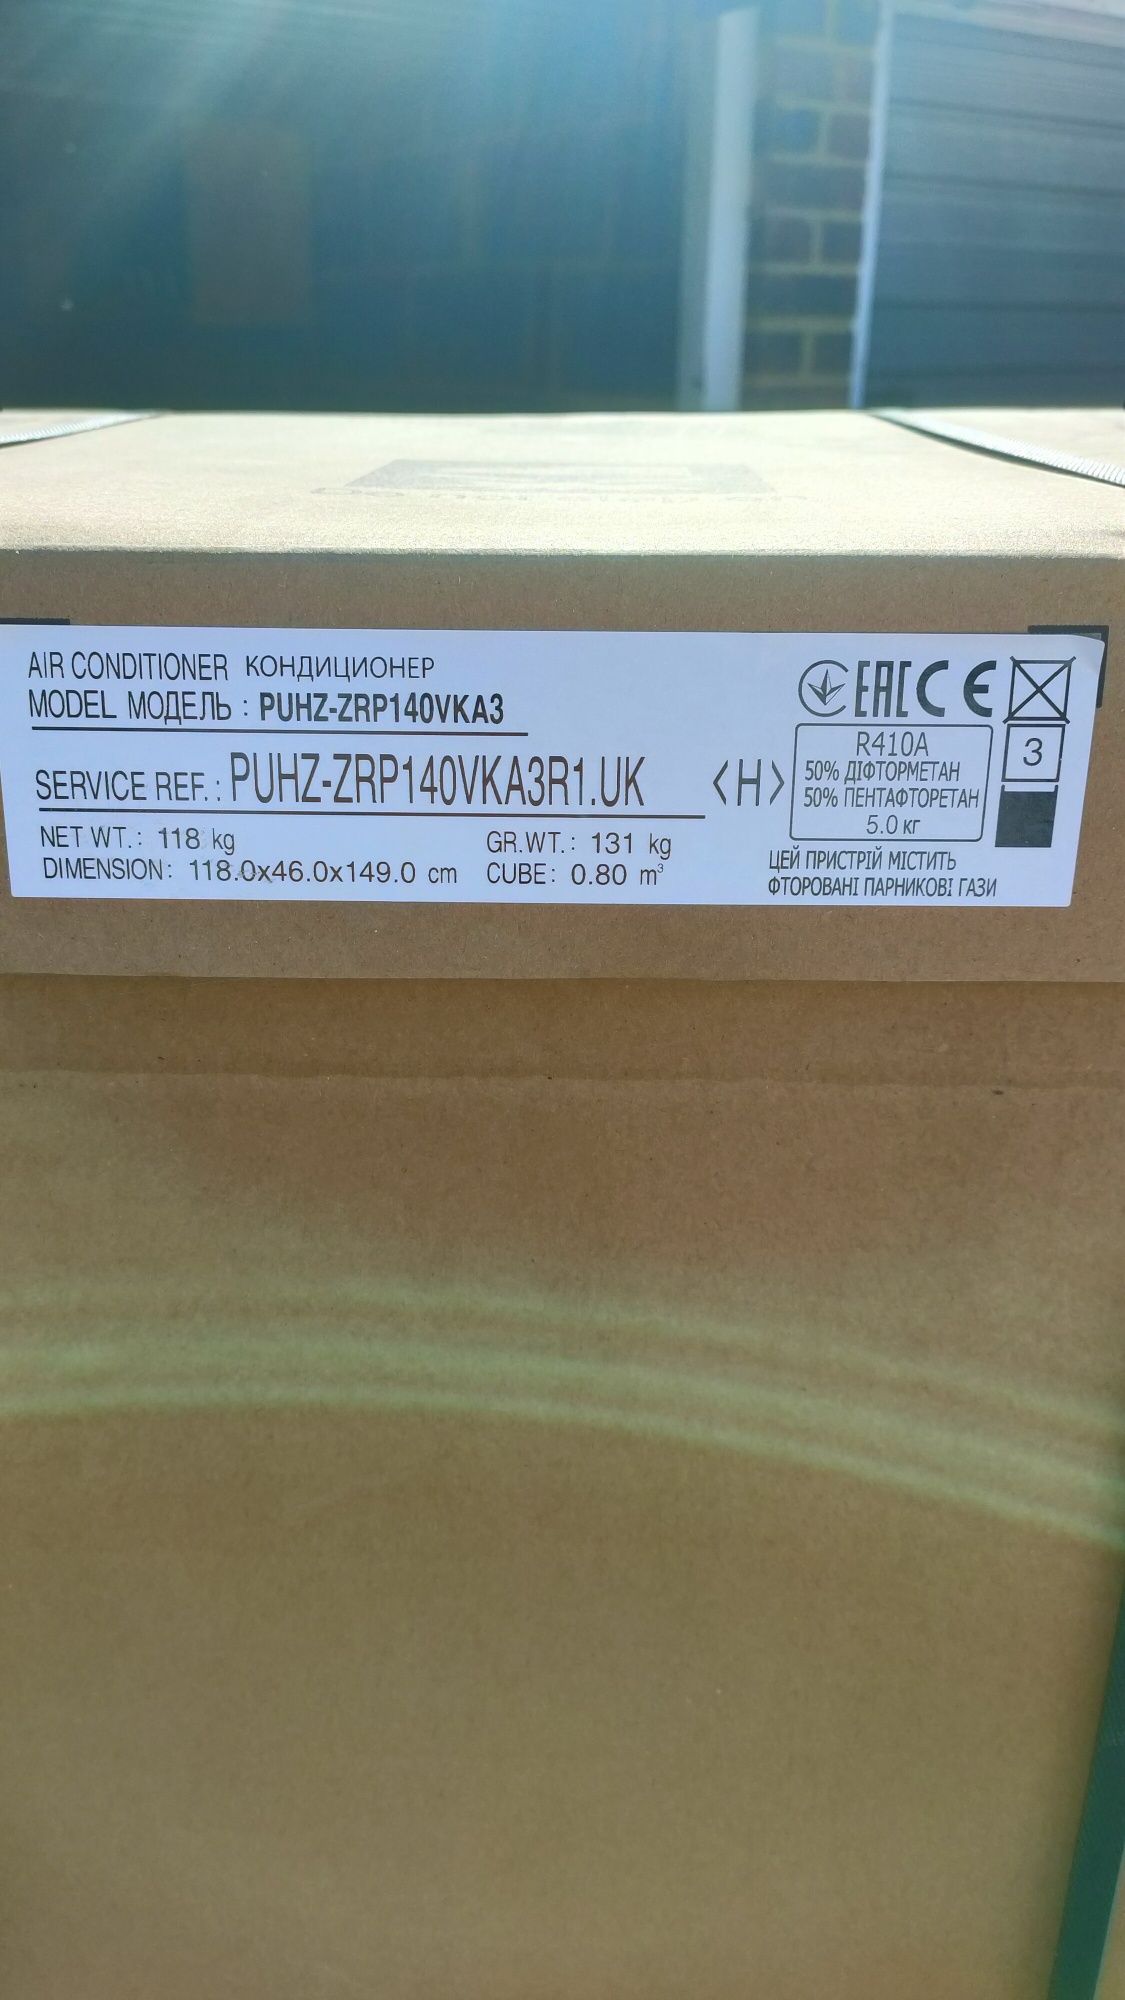 AIR CONDITIONER КОНДИЦИОНЕР
MODEL МОДЕЛЬ : PUHZ-ZRP140VKA3
SERVICE REF. : PUHZ-ZRP140VKA3R1.UK
NET WT. : 118 kg GR.WT. : 131 kg
DIMENSION: 118.0x46.0x149.0 cm CUBE: 0.80 m³
<H>
EAC CE
R410A
50% ДІФТОРМЕТАН
50% ПЕНТАФТОРЕТАН
5.0 кг
3
ЦЕЙ ПРИСТРІЙ МІСТИТЬ
ФТОРОВАНІ ПАРНИКОВІ ГАЗИ